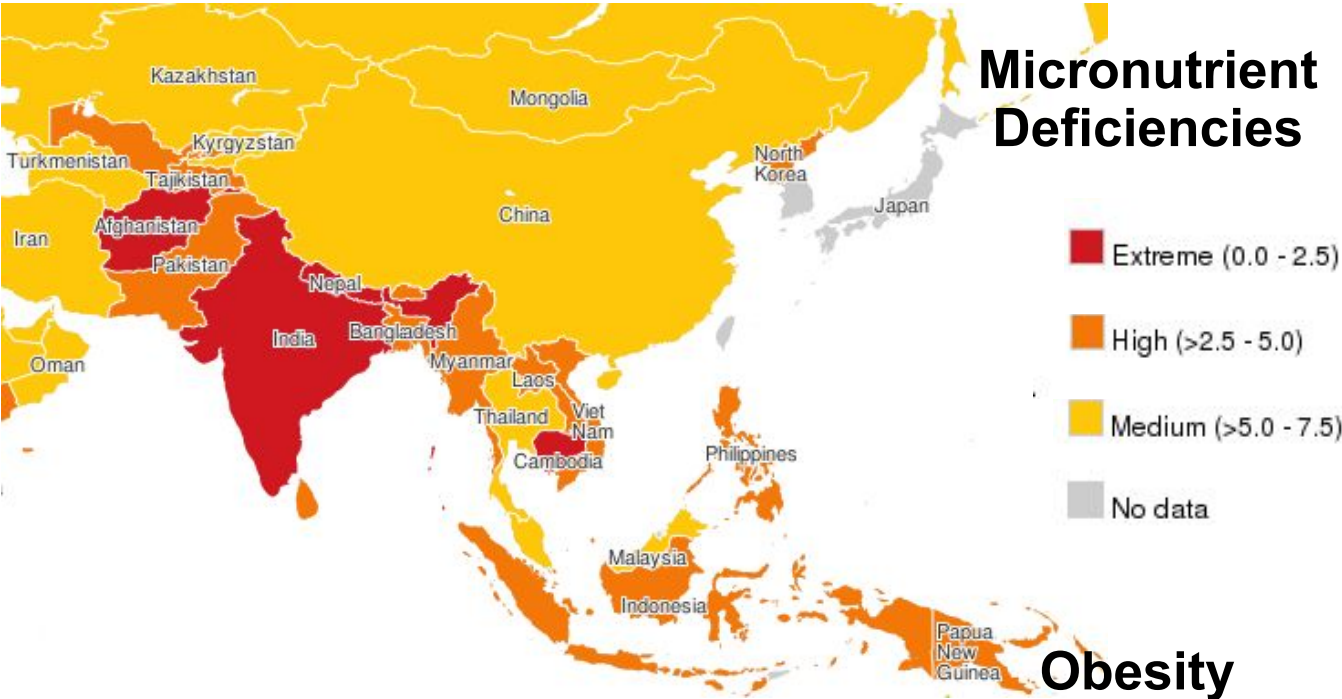 Micronutrient
Deficiencies
Kazakhstan
Mongolia
Kyrgyzstan
Turkmenistan
Tajikistan
North
Korea
Japan
China
Afghanistan
Iran
Pakistan
Nepal
India
Bangladesh
Myanmar
Oman
Laos
Thailand
Viet
Nam
Cambodia
Philippines
Malaysia
Indonesia
Papua
New
Guinea
Extreme (0.0 - 2.5)
High (>2.5 - 5.0)
Medium (>5.0 - 7.5)
No data
Obesity